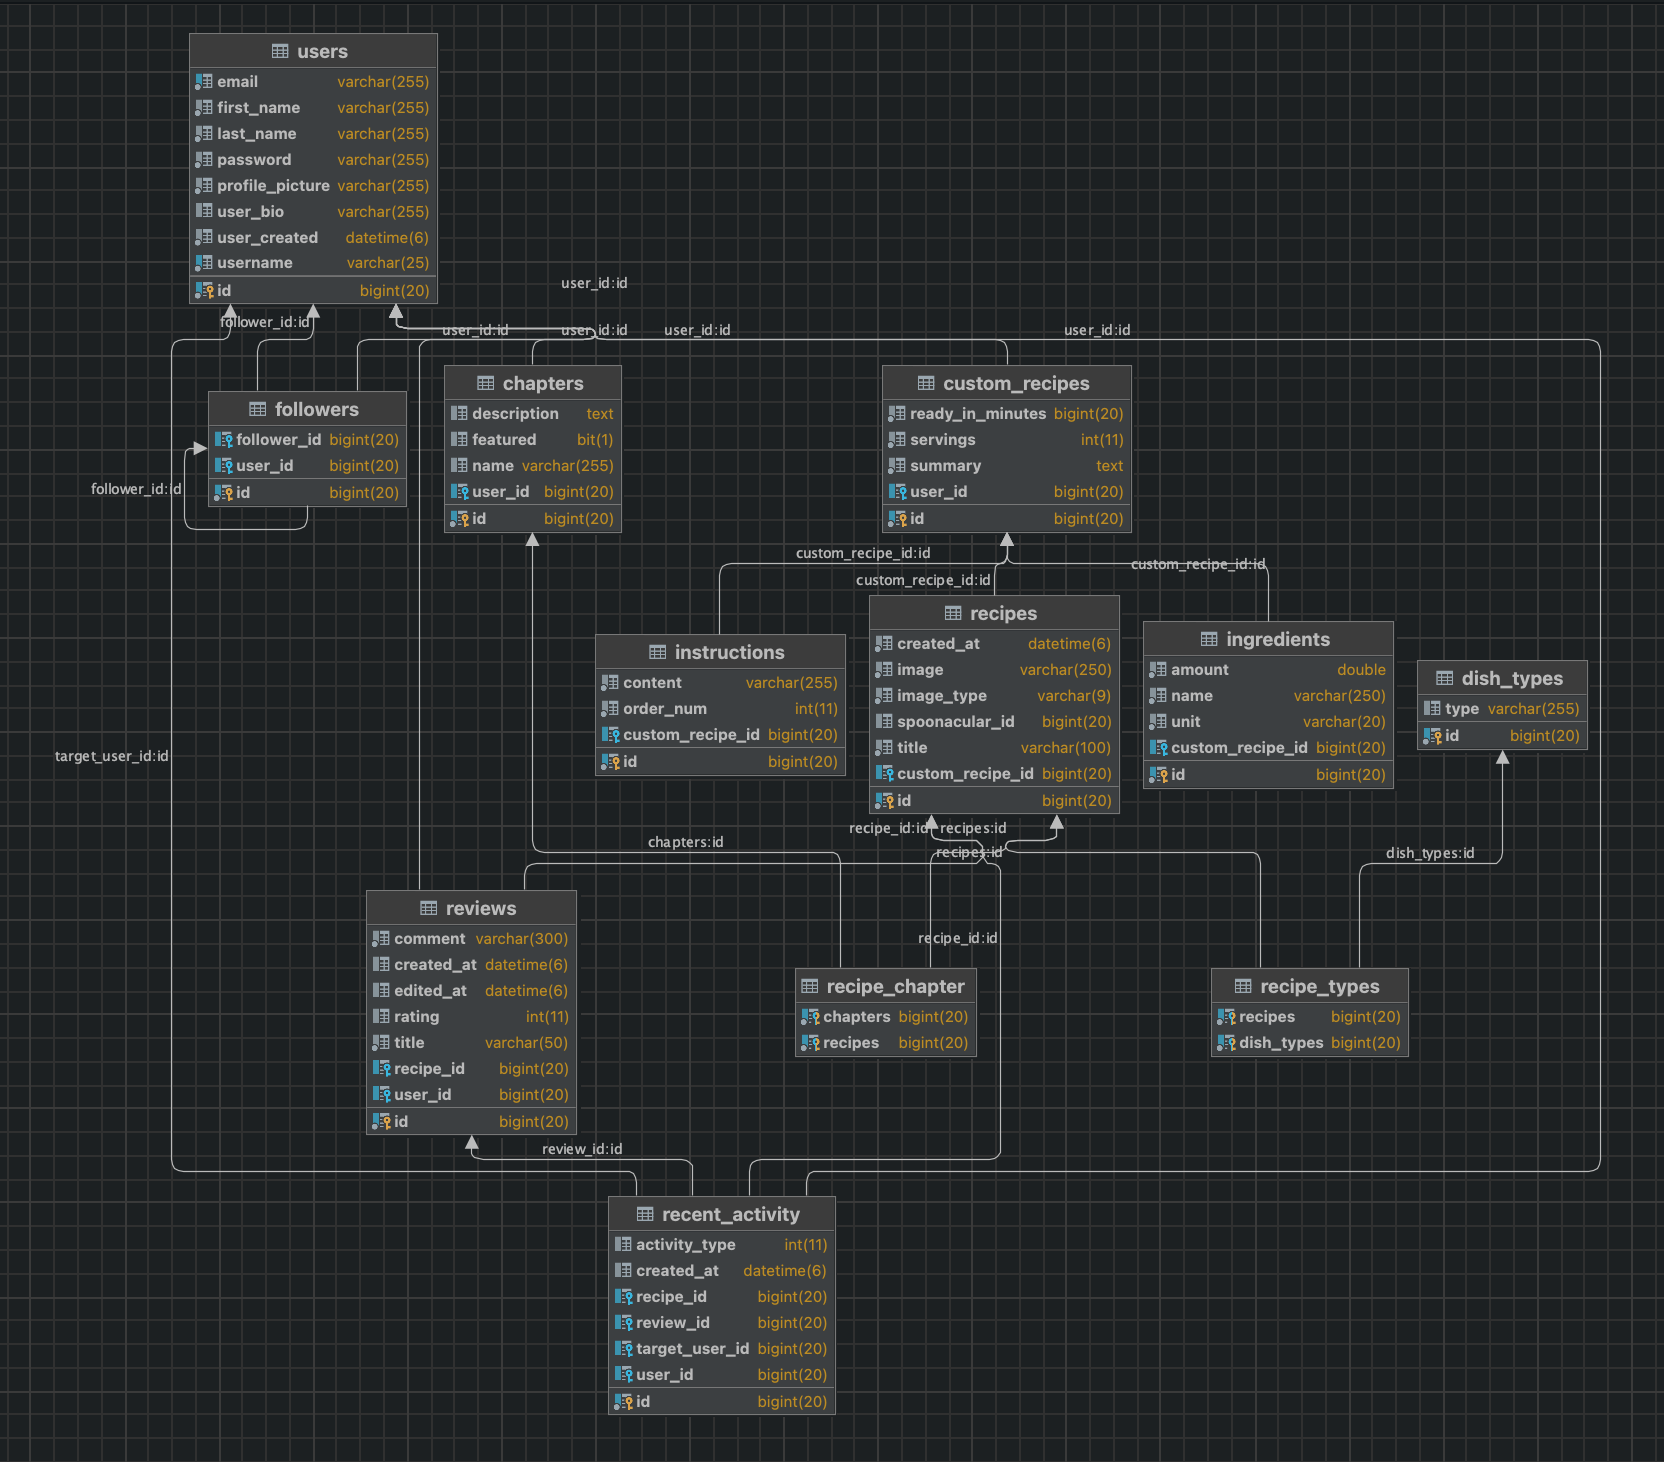 users
email varchar(255)
first_name varchar(255)
last_name varchar(255)
password varchar(255)
profile_picture varchar(255)
user_bio varchar(255)
user_created datetime(6)
username varchar(25)
id bigint(20)
user_id:id
follower_id:id
user_id:id
user_id:id
user_id:id
user_id:id
followers
follower_id bigint(20)
user_id bigint(20)
id bigint(20)
follower_id:id
chapters
description text
featured bit(1)
name varchar(255)
user_id bigint(20)
id bigint(20)
custom_recipes
ready_in_minutes bigint(20)
servings int(11)
summary text
user_id bigint(20)
id bigint(20)
custom_recipe_id:id
custom_recipe_id:id
custom_recipe_id:id
instructions
content varchar(255)
order_num int(11)
custom_recipe_id bigint(20)
id bigint(20)
recipes
created_at datetime(6)
image varchar(250)
image_type varchar(9)
spoonacular_id bigint(20)
title varchar(100)
custom_recipe_id bigint(20)
id bigint(20)
ingredients
amount double
name varchar(250)
unit varchar(20)
custom_recipe_id bigint(20)
id bigint(20)
dish_types
type varchar(255)
id bigint(20)
target_user_id:id
recipe_id:id
recipes:id
chapters:id
recipes:id
dish_types:id
reviews
comment varchar(300)
created_at datetime(6)
edited_at datetime(6)
rating int(11)
title varchar(50)
recipe_id bigint(20)
user_id bigint(20)
id bigint(20)
recipe_id:id
recipe_chapter
chapters bigint(20)
recipes bigint(20)
recipe_types
recipes bigint(20)
dish_types bigint(20)
review_id:id
recent_activity
activity_type int(11)
created_at datetime(6)
recipe_id bigint(20)
review_id bigint(20)
target_user_id bigint(20)
user_id bigint(20)
id bigint(20)